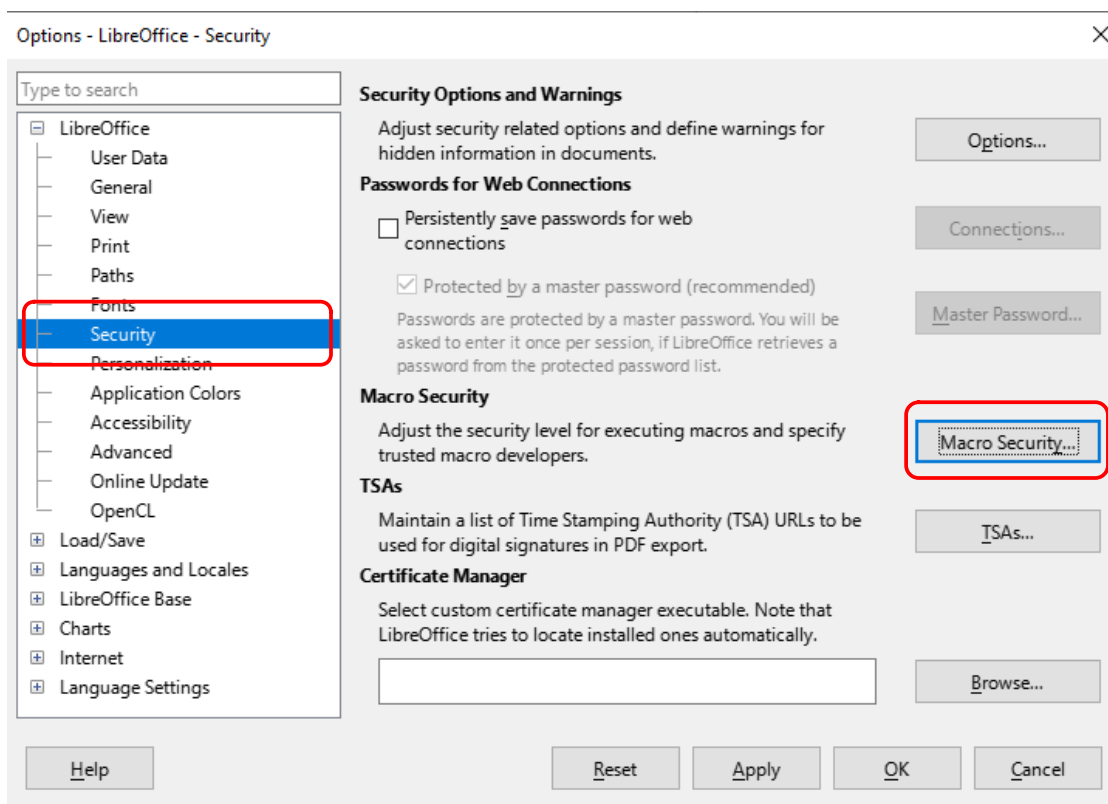 Options - LibreOffice - Security
Type to search
LibreOffice
User Data
General
View
Print
Paths
Fonts
Security
Personalization
Application Colors
Accessibility
Advanced
Online Update
OpenCL
Load/Save
Languages and Locales
LibreOffice Base
Charts
Internet
Language Settings
Security Options and Warnings
Adjust security related options and define warnings for
hidden information in documents.
Options...
Passwords for Web Connections
Persistently save passwords for web
connections
Connections...
Protected by a master password (recommended)
Passwords are protected by a master password. You will be
asked to enter it once per session, if LibreOffice retrieves a
password from the protected password list.
Master Password...
Macro Security
Adjust the security level for executing macros and specify
trusted macro developers.
Macro Security...
TSAs
Maintain a list of Time Stamping Authority (TSA) URLs to be
used for digital signatures in PDF export.
TSAs...
Certificate Manager
Select custom certificate manager executable. Note that
LibreOffice tries to locate installed ones automatically.
Browse...
Help
Reset
Apply
OK
Cancel